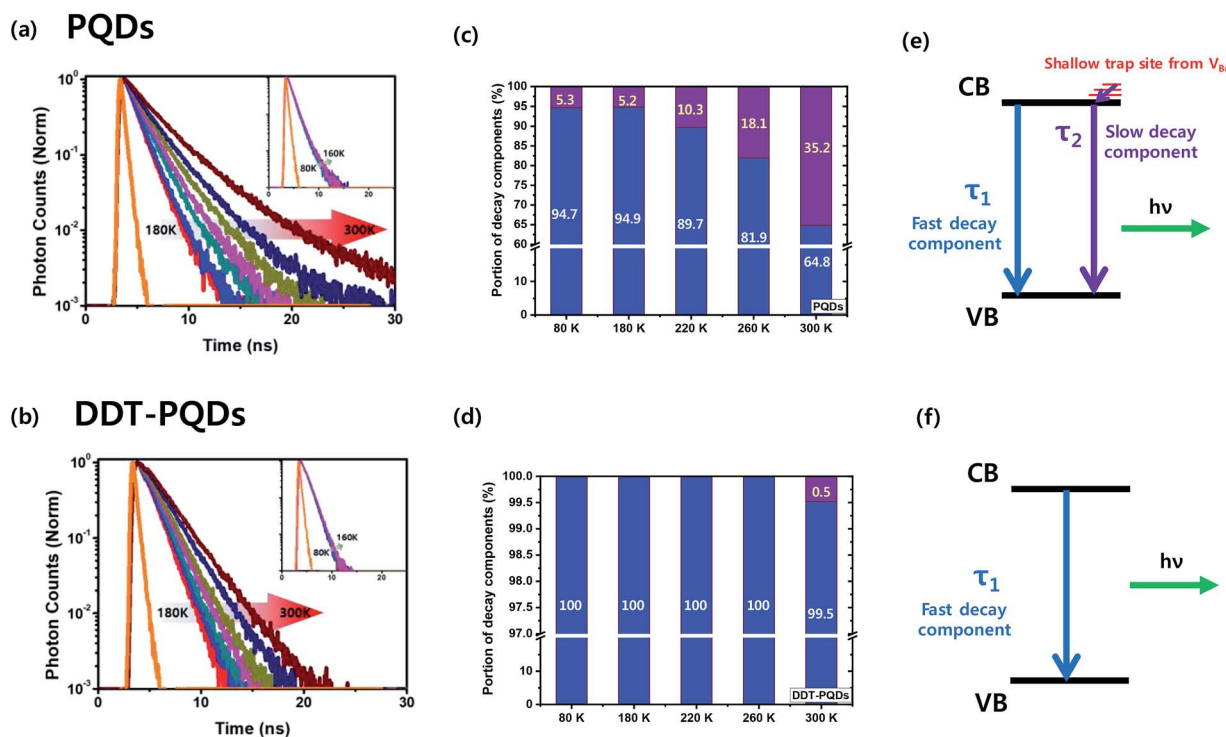 (a) PQDs
Photon Counts (Norm)
10⁰
10⁻¹
10⁻²
10⁻³
0 10 20 30
Time (ns)
180K 300K
80K 160K
0 10 20
(b) DDT-PQDs
Photon Counts (Norm)
10⁰
10⁻¹
10⁻²
10⁻³
0 10 20 30
Time (ns)
180K 300K
80K 160K
0 10 20
(c)
Portion of decay components (%)
100
95
90
85
80
75
70
65
60
10
0
5.3 5.2 10.3 18.1 35.2
94.7 94.9 89.7 81.9 64.8
PQDs
80 K 180 K 220 K 260 K 300 K
(d)
Portion of decay components (%)
100.0
99.5
99.0
98.5
98.0
97.5
97.0
10
0
0.5
100 100 100 100 99.5
DDT-PQDs
80 K 180 K 220 K 260 K 300 K
(e)
Shallow trap site from
CB
τ₂ Slow decay
component
τ₁
Fast decay
component
hν
VB
(f)
CB
τ₁
Fast decay
component
hν
VB